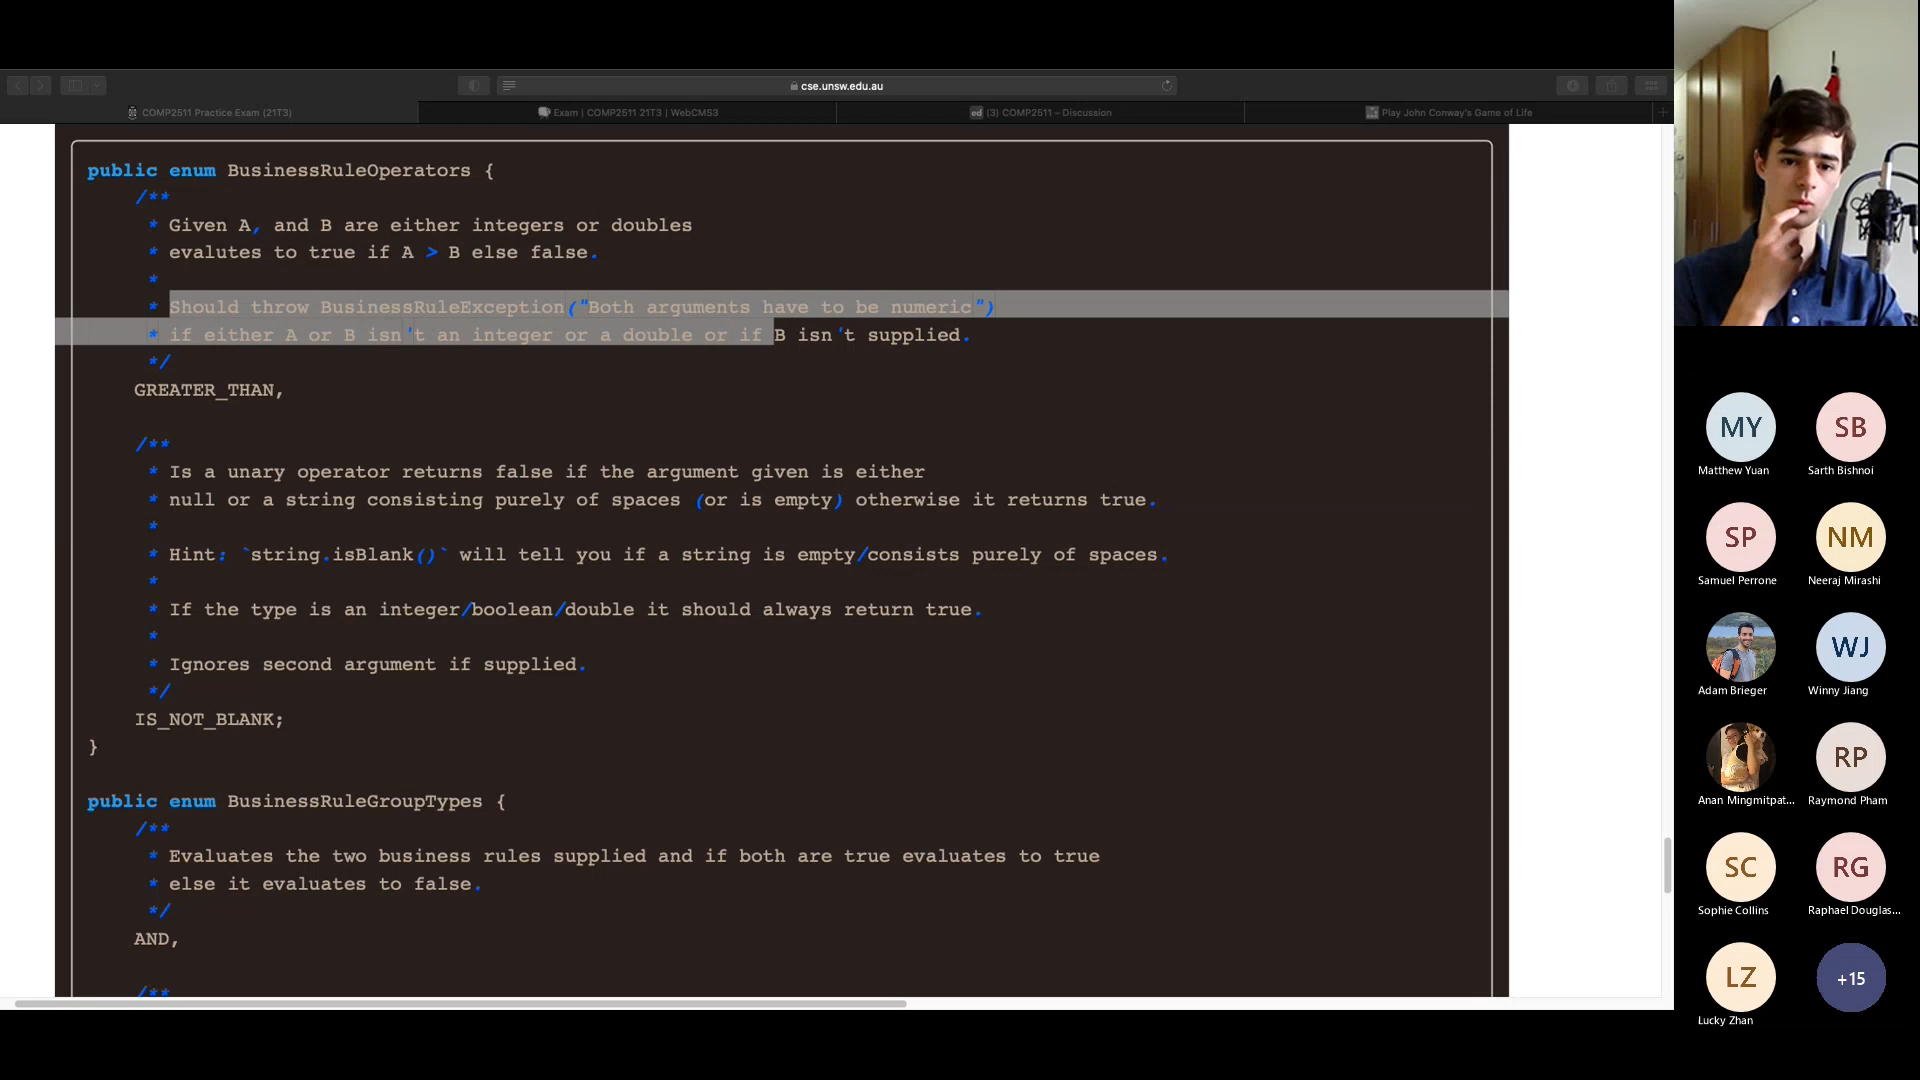 cse.unsw.edu.au
COMP2511 Practice Exam (21T3)
Exam | COMP2511 21T3 | WebCMS3
ed (3) COMP2511 – Discussion
Play John Conway's Game of Life
public enum BusinessRuleOperators {
/**
* Given A, and B are either integers or doubles
* evalutes to true if A > B else false.
*
* Should throw BusinessRuleException("Both arguments have to be numeric")
* if either A or B isn't an integer or a double or if B isn't supplied.
*/
GREATER_THAN,
/**
* Is a unary operator returns false if the argument given is either
* null or a string consisting purely of spaces (or is empty) otherwise it returns true.
*
* Hint: `string.isBlank()` will tell you if a string is empty/consists purely of spaces.
*
* If the type is an integer/boolean/double it should always return true.
*
* Ignores second argument if supplied.
*/
IS_NOT_BLANK;
}
public enum BusinessRuleGroupTypes {
/**
* Evaluates the two business rules supplied and if both are true evaluates to true
* else it evaluates to false.
*/
AND,
/**
MY
Matthew Yuan
SB
Sarth Bishnoi
SP
Samuel Perrone
NM
Neeraj Mirashi
Adam Brieger
WJ
Winny Jiang
Anan Mingmitpat...
RP
Raymond Pham
SC
Sophie Collins
RG
Raphael Douglas...
LZ
Lucky Zhan
+15